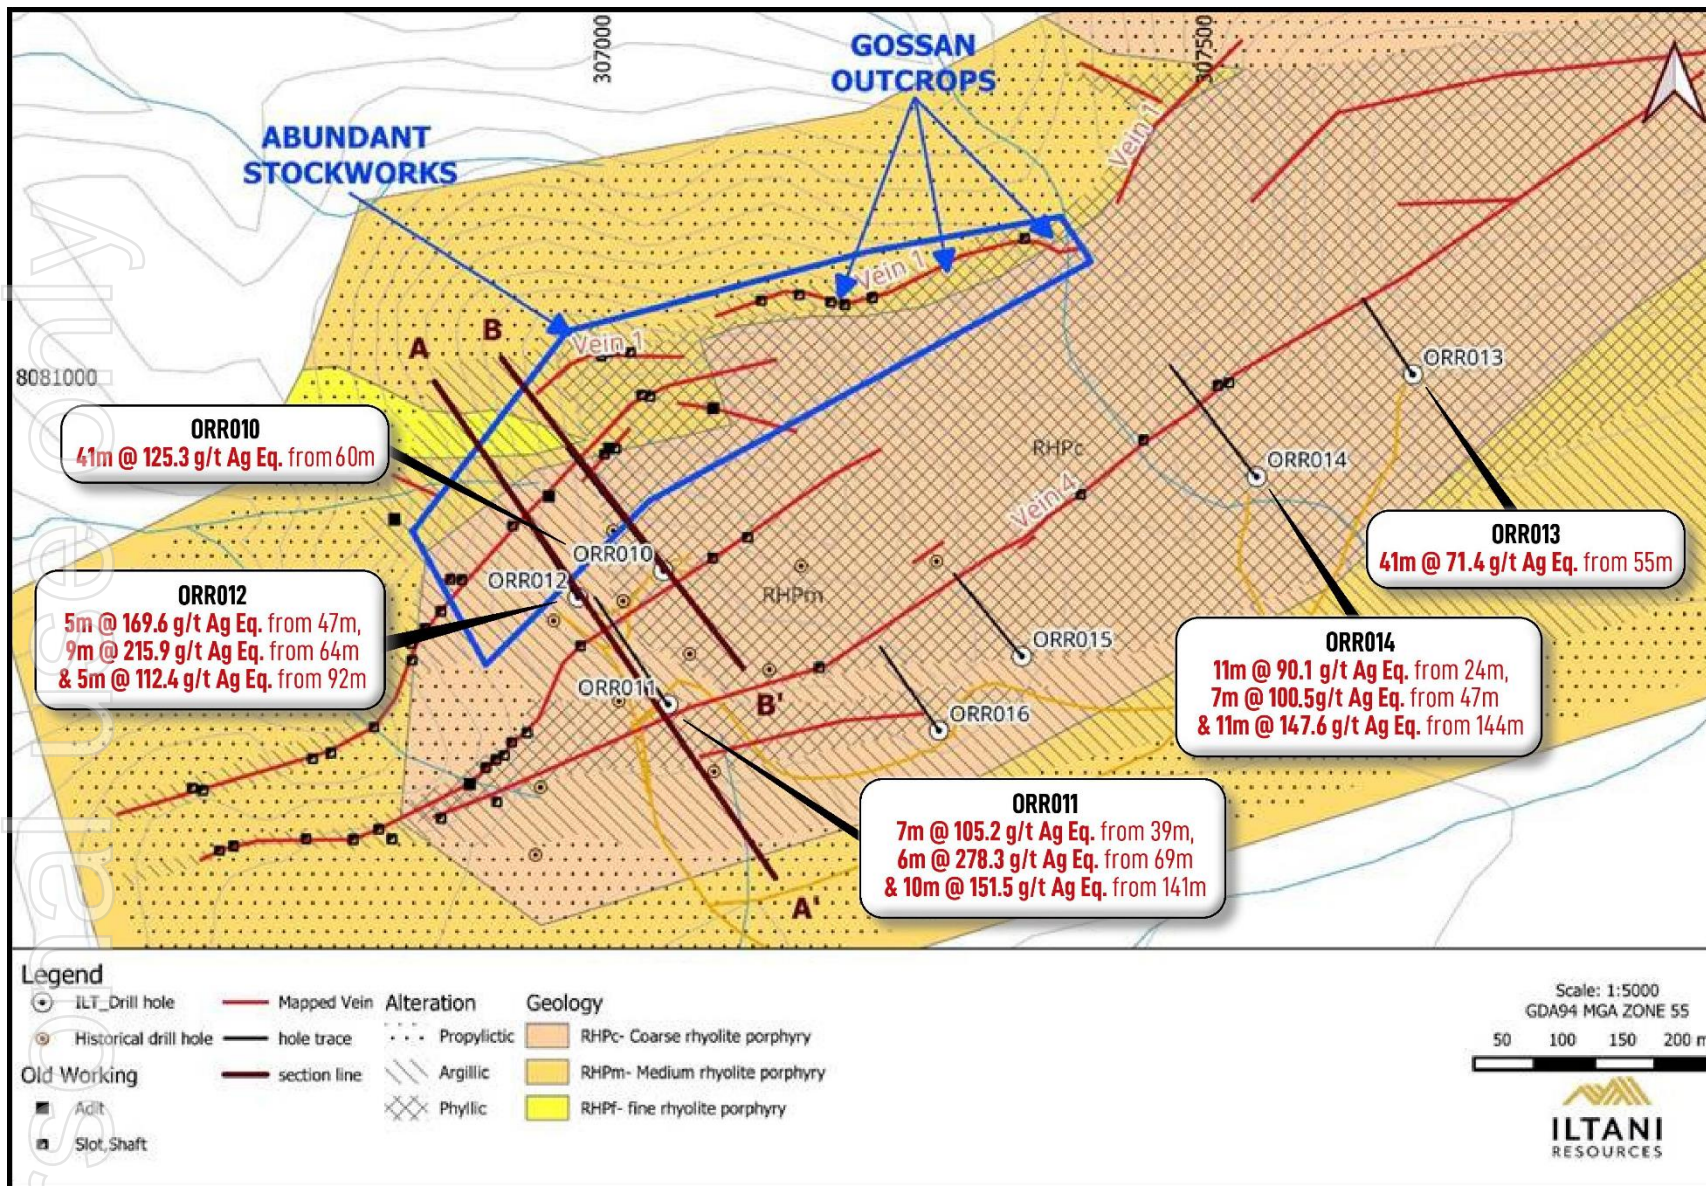 307000
307500
GOSSAN
OUTCROPS
ABUNDANT
STOCKWORKS
Vein 1
Vein 1
Vein 1
A
B
8081000
ORR013
ORR010
41m @ 125.3 g/t Ag Eq. from 60m
RHPc
ORR014
Vein 4
ORR013
41m @ 71.4 g/t Ag Eq. from 55m
ORR010
ORR012
RHPm
ORR012
5m @ 169.6 g/t Ag Eq. from 47m,
9m @ 215.9 g/t Ag Eq. from 64m
& 5m @ 112.4 g/t Ag Eq. from 92m
ORR015
ORR014
11m @ 90.1 g/t Ag Eq. from 24m,
7m @ 100.5g/t Ag Eq. from 47m
& 11m @ 147.6 g/t Ag Eq. from 144m
ORR011
B'
ORR016
ORR011
7m @ 105.2 g/t Ag Eq. from 39m,
6m @ 278.3 g/t Ag Eq. from 69m
& 10m @ 151.5 g/t Ag Eq. from 141m
A'
Legend
ILT_Drill hole
Historical drill hole
Old Working
Adit
Slot,Shaft
Mapped Vein
hole trace
section line
Alteration
Propylictic
Argillic
Phyllic
Geology
RHPc- Coarse rhyolite porphyry
RHPm- Medium rhyolite porphyry
RHPf- fine rhyolite porphyry
Scale: 1:5000
GDA94 MGA ZONE 55
50 100 150 200 m
ILTANI
RESOURCES
sonal use only